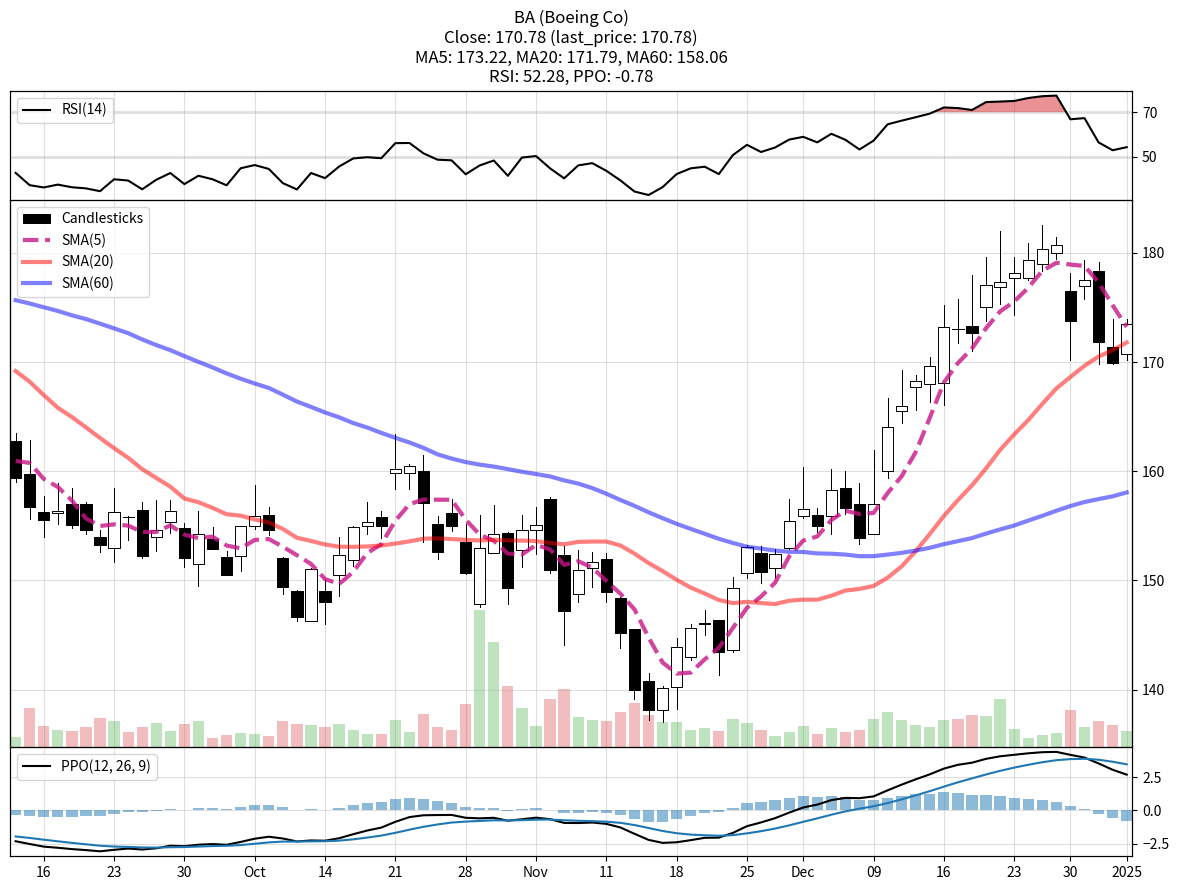 BA (Boeing Co)
Close: 170.78 (last_price: 170.78)
MA5: 173.22, MA20: 171.79, MA60: 158.06
RSI: 52.28, PPO: -0.78
RSI(14)
70
50
Candlesticks
SMA(5)
SMA(20)
SMA(60)
180
170
160
150
140
PPO(12, 26, 9)
2.5
0.0
−2.5
16 23 30 Oct 14 21 28 Nov 11 18 25 Dec 09 16 23 30 2025